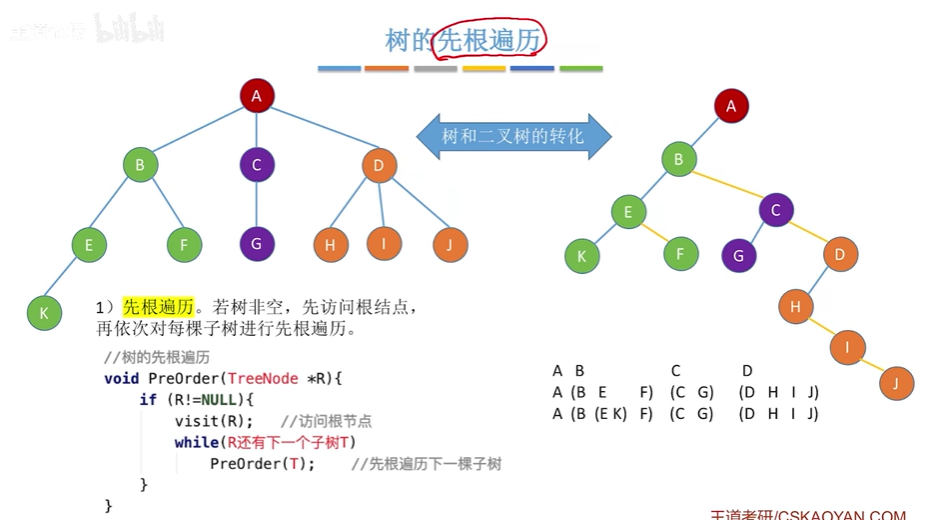 bilibili
树的先根遍历
树和二叉树的转化
A
B C D
E F G H I J
K
A
B
E C
K F G D
H
I
J
1）先根遍历。若树非空，先访问根结点，
再依次对每棵子树进行先根遍历。
//树的先根遍历
void PreOrder(TreeNode *R){
if (R!=NULL){
visit(R); //访问根节点
while(R还有下一个子树T)
PreOrder(T); //先根遍历下一棵子树
}
}
A B C D
A (B E F) (C G) (D H I J)
A (B (E K) F) (C G) (D H I J)
王道考研/CSKAOYAN.COM